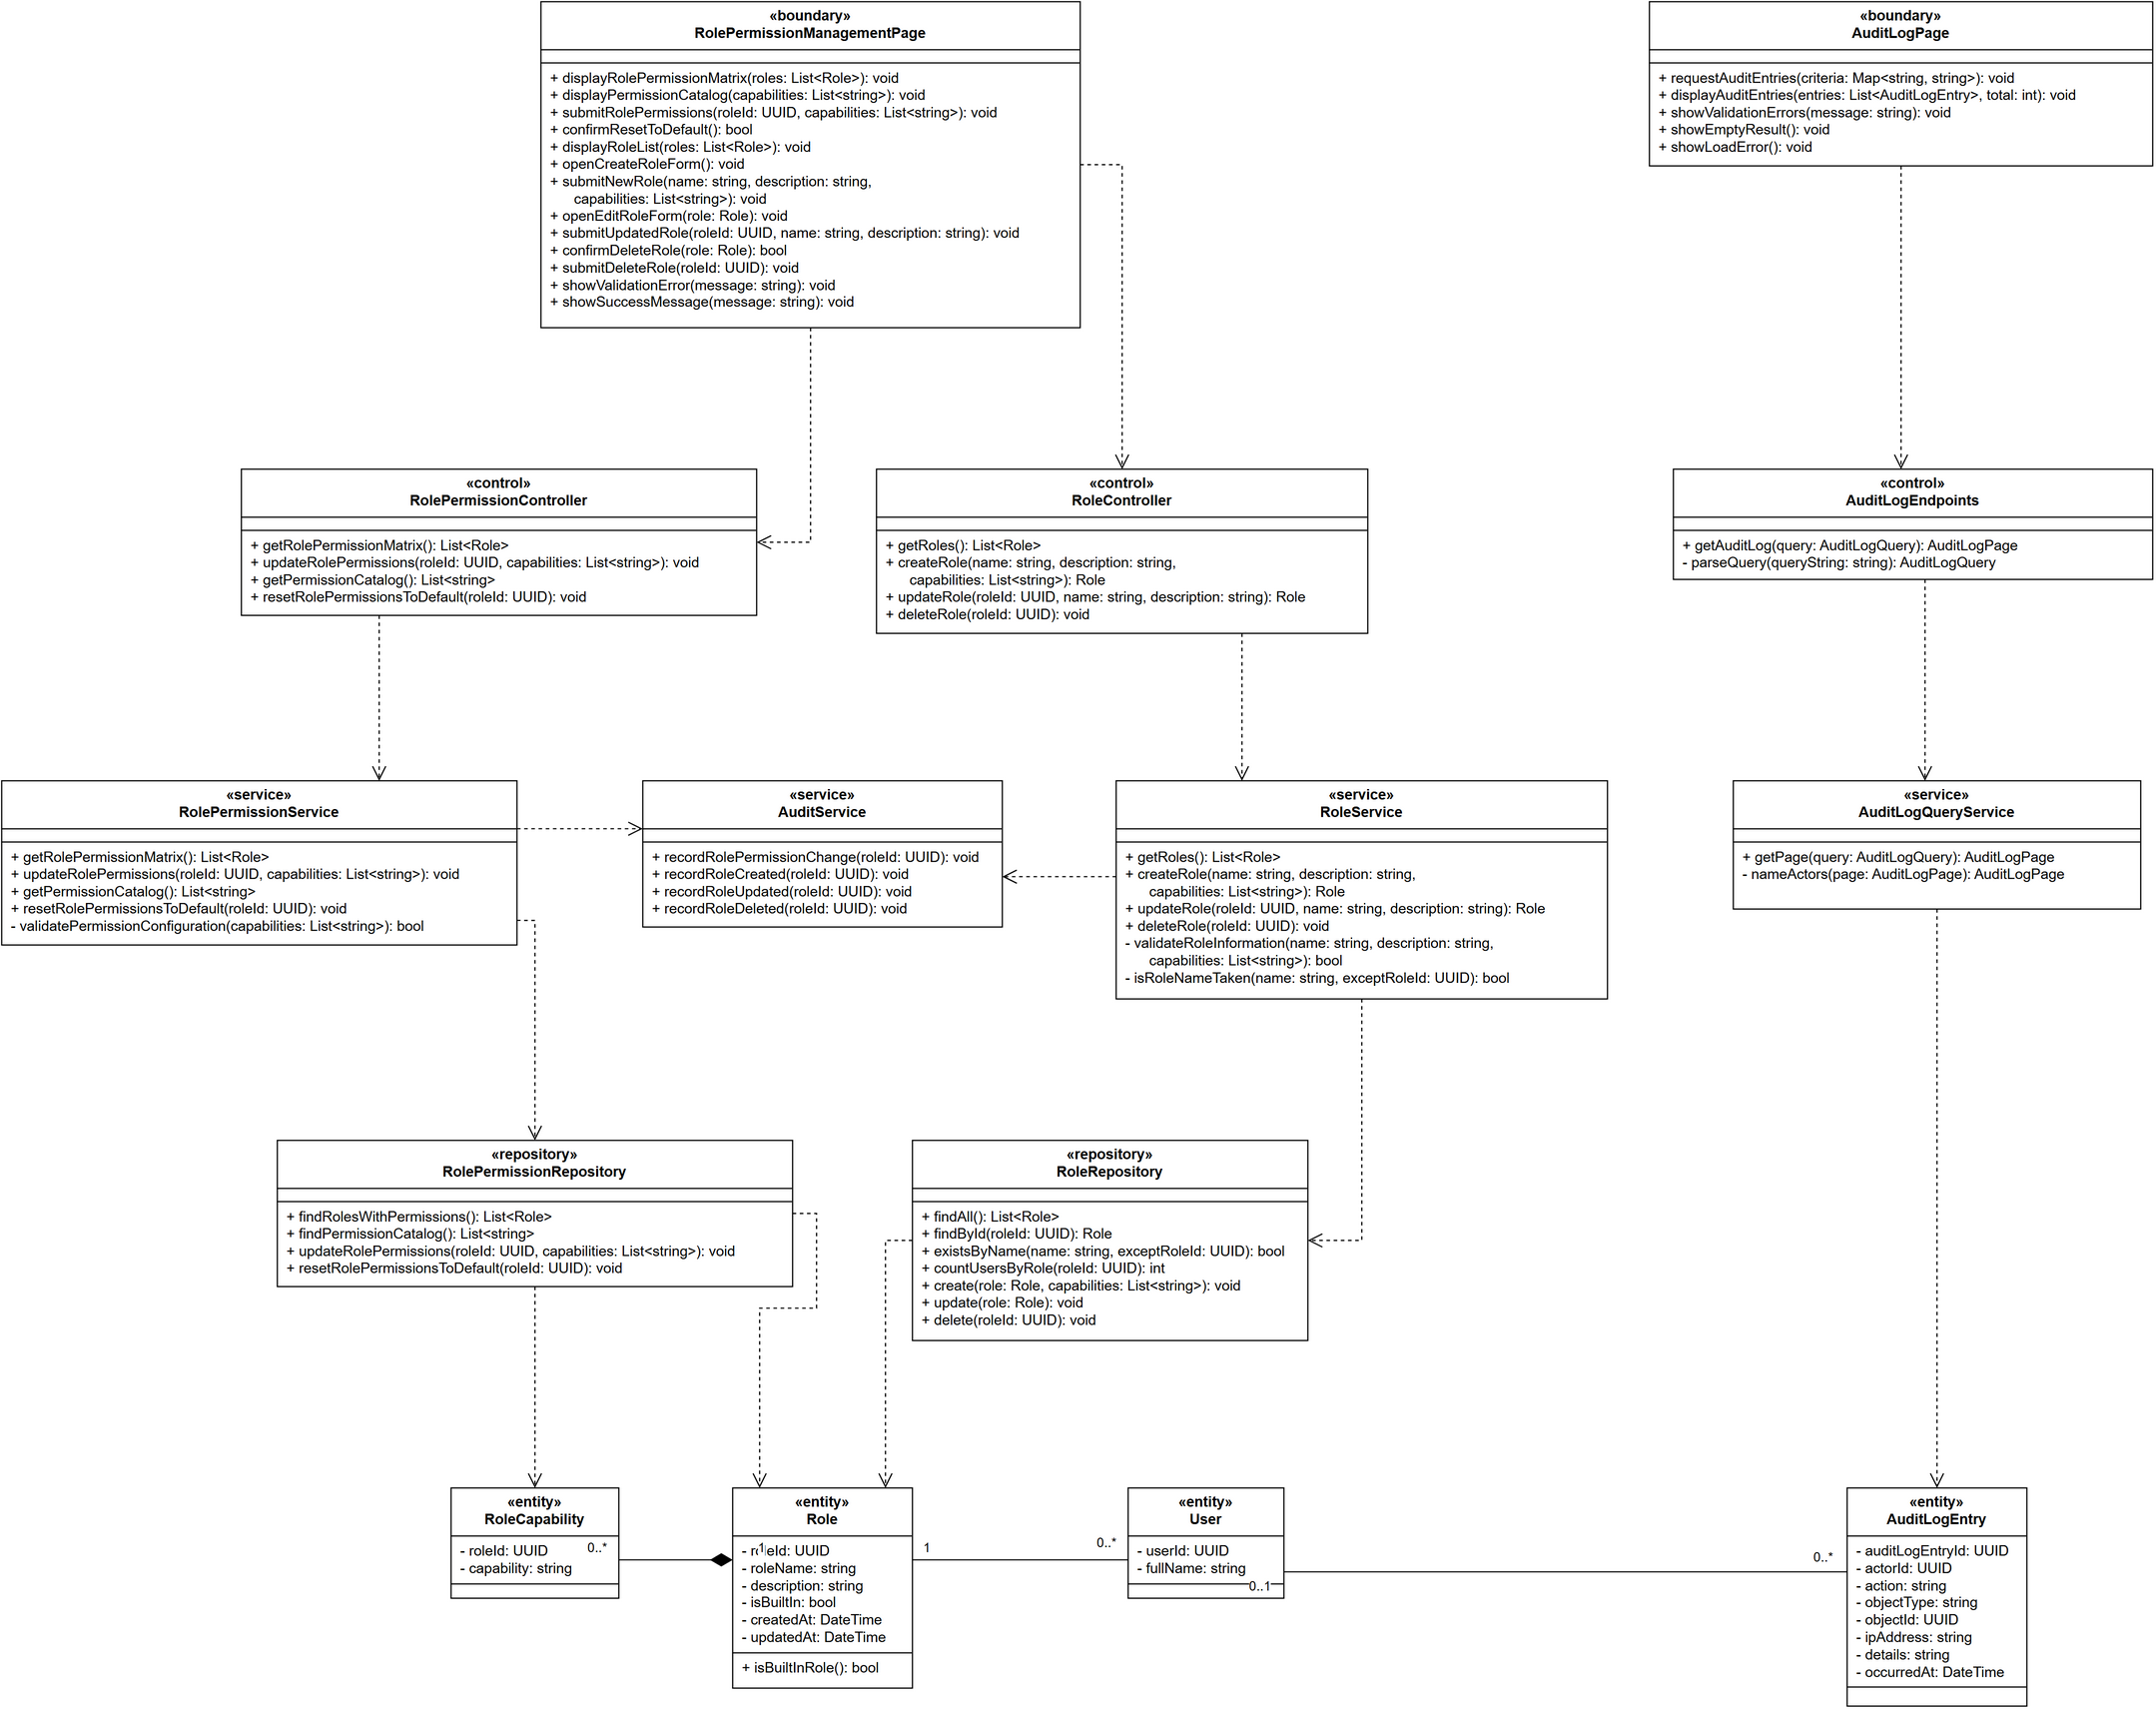 «boundary»
RolePermissionManagementPage
+ displayRolePermissionMatrix(roles: List<Role>): void
+ displayPermissionCatalog(capabilities: List<string>): void
+ submitRolePermissions(roleId: UUID, capabilities: List<string>): void
+ confirmResetToDefault(): bool
+ displayRoleList(roles: List<Role>): void
+ openCreateRoleForm(): void
+ submitNewRole(name: string, description: string,
capabilities: List<string>): void
+ openEditRoleForm(role: Role): void
+ submitUpdatedRole(roleId: UUID, name: string, description: string): void
+ confirmDeleteRole(role: Role): bool
+ submitDeleteRole(roleId: UUID): void
+ showValidationError(message: string): void
+ showSuccessMessage(message: string): void
«boundary»
AuditLogPage
+ requestAuditEntries(criteria: Map<string, string>): void
+ displayAuditEntries(entries: List<AuditLogEntry>, total: int): void
+ showValidationErrors(message: string): void
+ showEmptyResult(): void
+ showLoadError(): void
«control»
RolePermissionController
+ getRolePermissionMatrix(): List<Role>
+ updateRolePermissions(roleId: UUID, capabilities: List<string>): void
+ getPermissionCatalog(): List<string>
+ resetRolePermissionsToDefault(roleId: UUID): void
«control»
RoleController
+ getRoles(): List<Role>
+ createRole(name: string, description: string,
capabilities: List<string>): Role
+ updateRole(roleId: UUID, name: string, description: string): Role
+ deleteRole(roleId: UUID): void
«control»
AuditLogEndpoints
+ getAuditLog(query: AuditLogQuery): AuditLogPage
- parseQuery(queryString: string): AuditLogQuery
«service»
RolePermissionService
+ getRolePermissionMatrix(): List<Role>
+ updateRolePermissions(roleId: UUID, capabilities: List<string>): void
+ getPermissionCatalog(): List<string>
+ resetRolePermissionsToDefault(roleId: UUID): void
- validatePermissionConfiguration(capabilities: List<string>): bool
«service»
AuditService
+ recordRolePermissionChange(roleId: UUID): void
+ recordRoleCreated(roleId: UUID): void
+ recordRoleUpdated(roleId: UUID): void
+ recordRoleDeleted(roleId: UUID): void
«service»
RoleService
+ getRoles(): List<Role>
+ createRole(name: string, description: string,
capabilities: List<string>): Role
+ updateRole(roleId: UUID, name: string, description: string): Role
+ deleteRole(roleId: UUID): void
- validateRoleInformation(name: string, description: string,
capabilities: List<string>): bool
- isRoleNameTaken(name: string, exceptRoleId: UUID): bool
«service»
AuditLogQueryService
+ getPage(query: AuditLogQuery): AuditLogPage
- nameActors(page: AuditLogPage): AuditLogPage
«repository»
RolePermissionRepository
+ findRolesWithPermissions(): List<Role>
+ findPermissionCatalog(): List<string>
+ updateRolePermissions(roleId: UUID, capabilities: List<string>): void
+ resetRolePermissionsToDefault(roleId: UUID): void
«repository»
RoleRepository
+ findAll(): List<Role>
+ findById(roleId: UUID): Role
+ existsByName(name: string, exceptRoleId: UUID): bool
+ countUsersByRole(roleId: UUID): int
+ create(role: Role, capabilities: List<string>): void
+ update(role: Role): void
+ delete(roleId: UUID): void
«entity»
RoleCapability
- roleId: UUID
- capability: string
0..*
«entity»
Role
- roleId: UUID
1
- roleName: string
- description: string
- isBuiltIn: bool
- createdAt: DateTime
- updatedAt: DateTime
+ isBuiltInRole(): bool
1
0..*
«entity»
User
- userId: UUID
- fullName: string
0..1
0..*
«entity»
AuditLogEntry
- auditLogEntryId: UUID
- actorId: UUID
- action: string
- objectType: string
- objectId: UUID
- ipAddress: string
- details: string
- occurredAt: DateTime